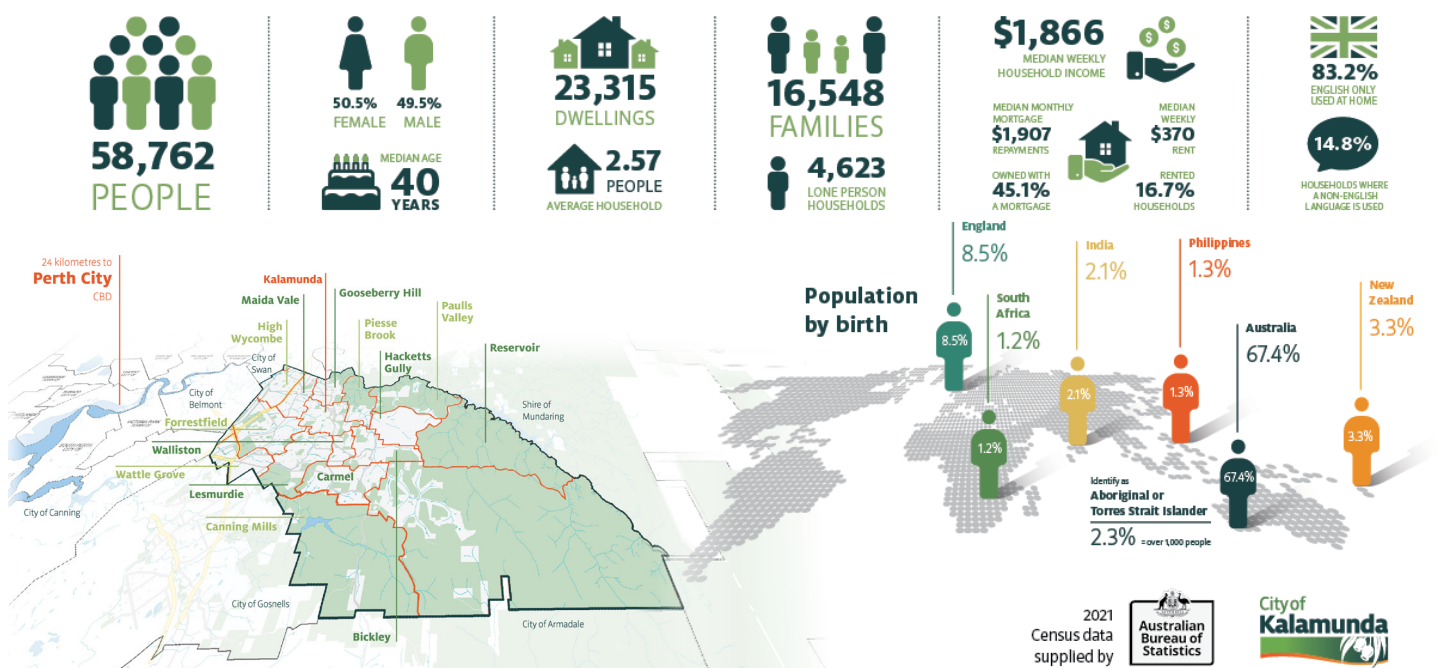 58,762
PEOPLE
50.5%
FEMALE
49.5%
MALE
MEDIAN AGE
40
YEARS
23,315
DWELLINGS
2.57
PEOPLE
AVERAGE HOUSEHOLD
16,548
FAMILIES
4,623
LONE PERSON
HOUSEHOLDS
$1,866
MEDIAN WEEKLY
HOUSEHOLD INCOME
$
$
$
MEDIAN MONTHLY
MORTGAGE
$1,907
REPAYMENTS
MEDIAN
WEEKLY
$370
RENT
OWNED WITH
45.1%
A MORTGAGE
RENTED
16.7%
HOUSEHOLDS
83.2%
ENGLISH ONLY
USED AT HOME
14.8%
HOUSEHOLDS WHERE
A NON-ENGLISH
LANGUAGE IS USED
24 kilometres to
Perth City
CBD
Kalamunda
Maida Vale
Gooseberry Hill
High
Wycombe
Piesse
Brook
Paulls
Valley
Hacketts
Gully
Reservoir
City of
Swan
City of
Belmont
Shire of
Mundaring
Forrestfield
Walliston
Wattle Grove
Carmel
Lesmurdie
City of Canning
Canning Mills
City of Gosnells
Bickley
City of Armadale
Population
by birth
England
8.5%
8.5%
South
Africa
1.2%
1.2%
India
2.1%
2.1%
Philippines
1.3%
1.3%
Australia
67.4%
67.4%
New
Zealand
3.3%
3.3%
Identify as
Aboriginal or
Torres Strait Islander
2.3% =over 1,000 people
2021
Census data
supplied by
Australian
Bureau of
Statistics
City of
Kalamunda